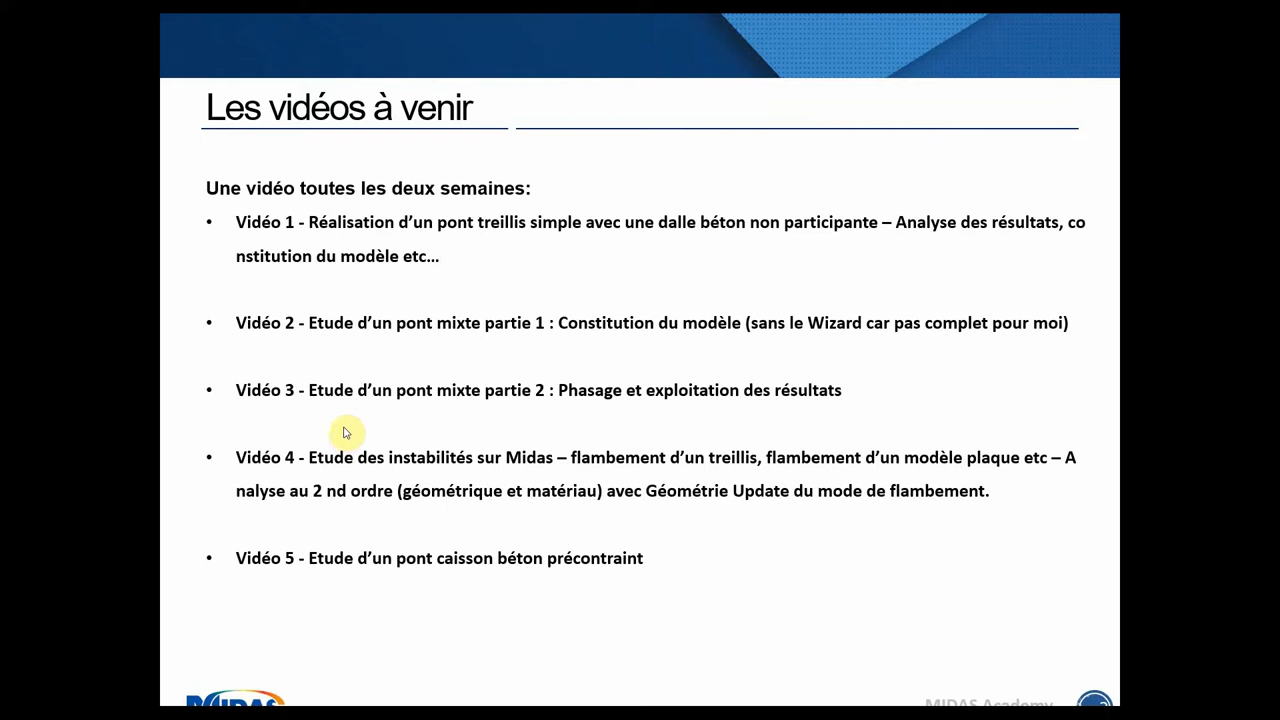 Les vidéos à venir
Une vidéo toutes les deux semaines:
• Vidéo 1 - Réalisation d’un pont treillis simple avec une dalle béton non participante – Analyse des résultats, co
nstitution du modèle etc…
• Vidéo 2 - Etude d’un pont mixte partie 1 : Constitution du modèle (sans le Wizard car pas complet pour moi)
• Vidéo 3 - Etude d’un pont mixte partie 2 : Phasage et exploitation des résultats
• Vidéo 4 - Etude des instabilités sur Midas – flambement d’un treillis, flambement d’un modèle plaque etc – A
nalyse au 2 nd ordre (géométrique et matériau) avec Géométrie Update du mode de flambement.
• Vidéo 5 - Etude d’un pont caisson béton précontraint
MIDAS MIDAS Academy